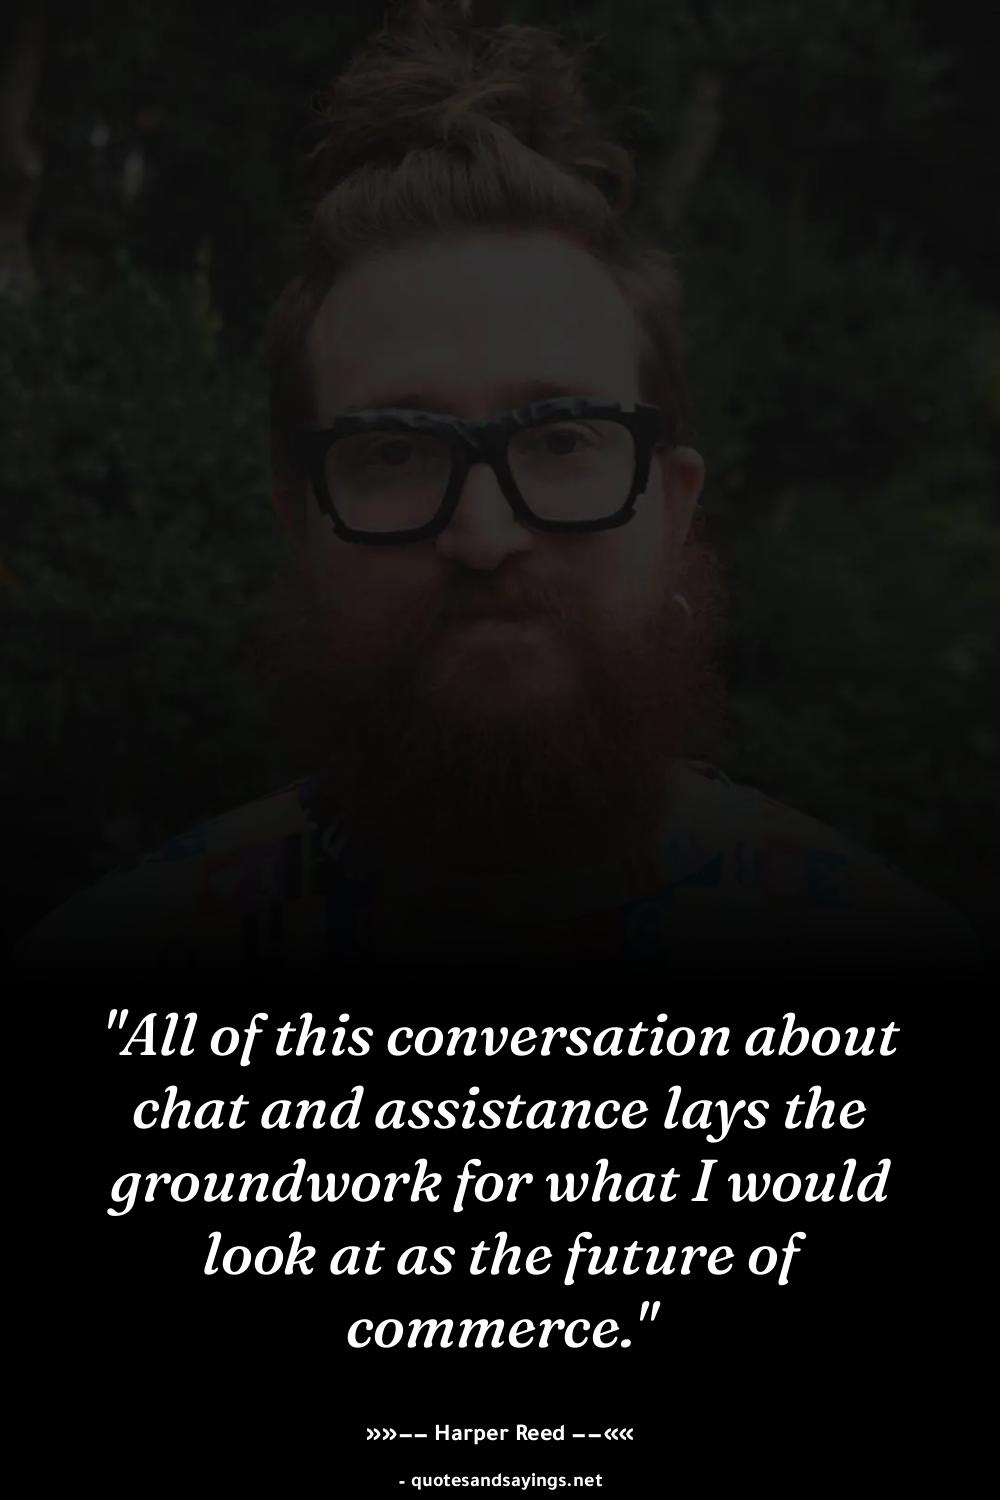 "All of this conversation about
chat and assistance lays the
groundwork for what I would
look at as the future of
commerce."
»»–– Harper Reed ––««
- quotesandsayings.net